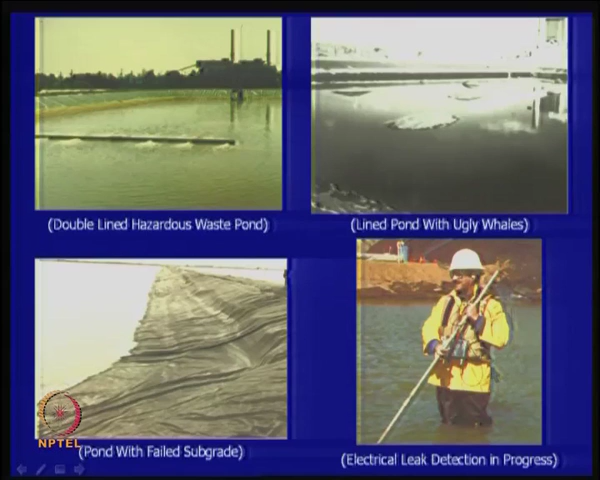 (Double Lined Hazardous Waste Pond)
(Lined Pond With Ugly Whales)
(Pond With Failed Subgrade)
(Electrical Leak Detection in Progress)
NPTEL